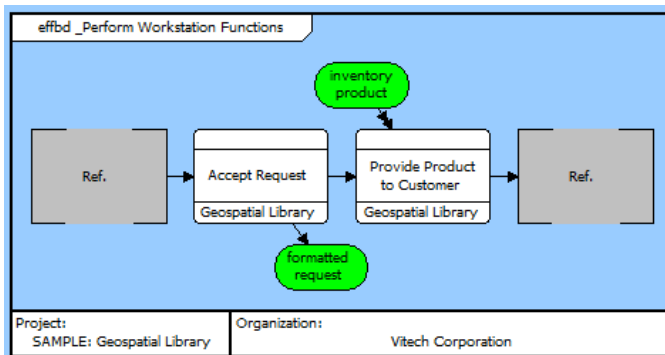 effbd _Perform Workstation Functions
inventory
product
Ref.
Accept Request
Geospatial Library
Provide Product
to Customer
Geospatial Library
Ref.
formatted
request
Project:
SAMPLE: Geospatial Library
Organization:
Vitech Corporation